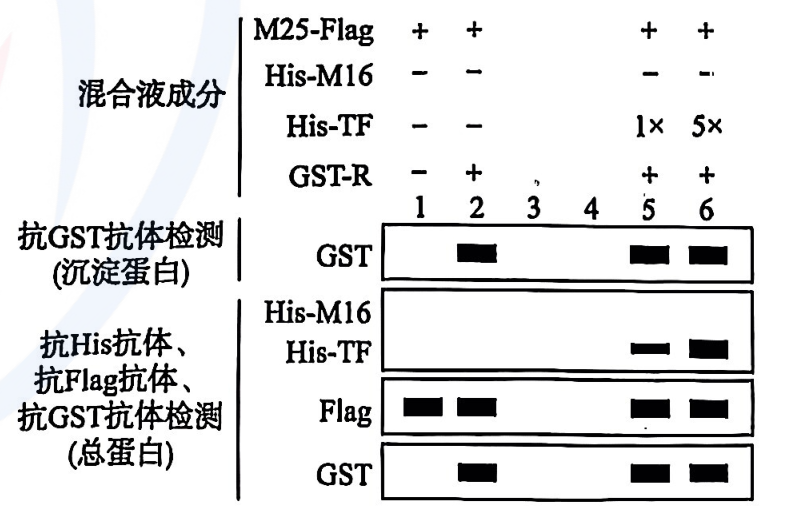 M25-Flag + + + +
混合液成分
His-M16 − − − −
His-TF − − 1× 5×
GST-R − + + +
1 2 3 4 5 6
抗GST抗体检测
(沉淀蛋白)
GST
抗His抗体、
抗Flag抗体、
抗GST抗体检测
(总蛋白)
His-M16
His-TF
Flag
GST